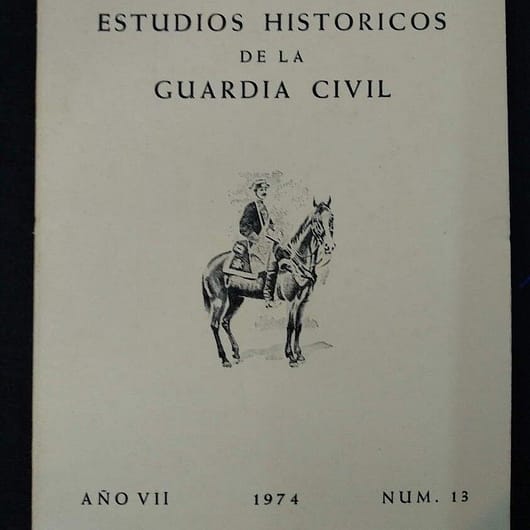 ESTUDIOS HISTORICOS
DE LA
GUARDIA CIVIL
AÑO VII 1974 NUM. 13